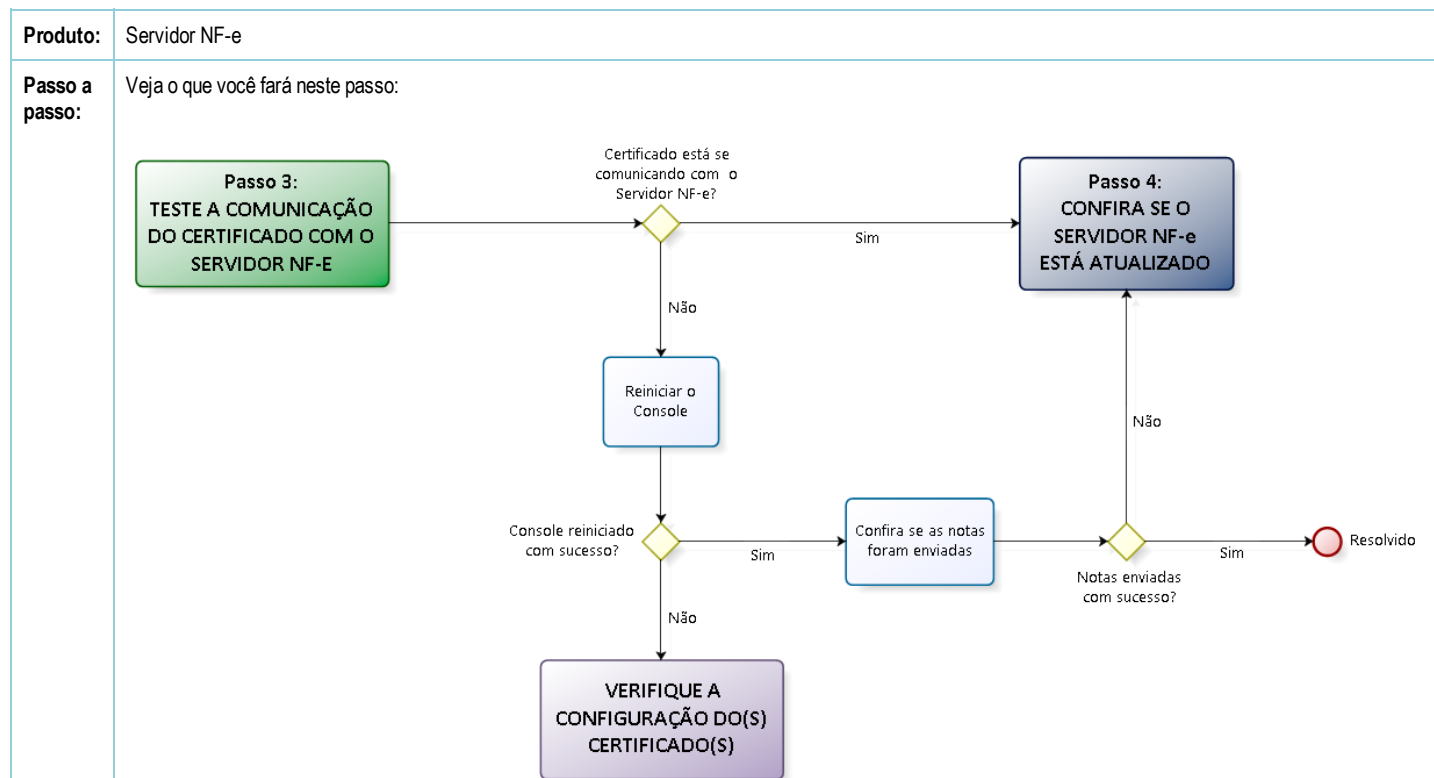 Produto:
Servidor NF-e
Passo a
passo:
Veja o que você fará neste passo:
Passo 3:
TESTE A COMUNICAÇÃO
DO CERTIFICADO COM O
SERVIDOR NF-E
Certificado está se
comunicando com o
Servidor NF-e?
Sim
Passo 4:
CONFIRA SE O
SERVIDOR NF-e
ESTÁ ATUALIZADO
Não
Reiniciar o
Console
Não
Console reiniciado
com sucesso?
Sim
Confira se as notas
foram enviadas
Notas enviadas
com sucesso?
Sim
Resolvido
Não
VERIFIQUE A
CONFIGURAÇÃO DO(S)
CERTIFICADO(S)